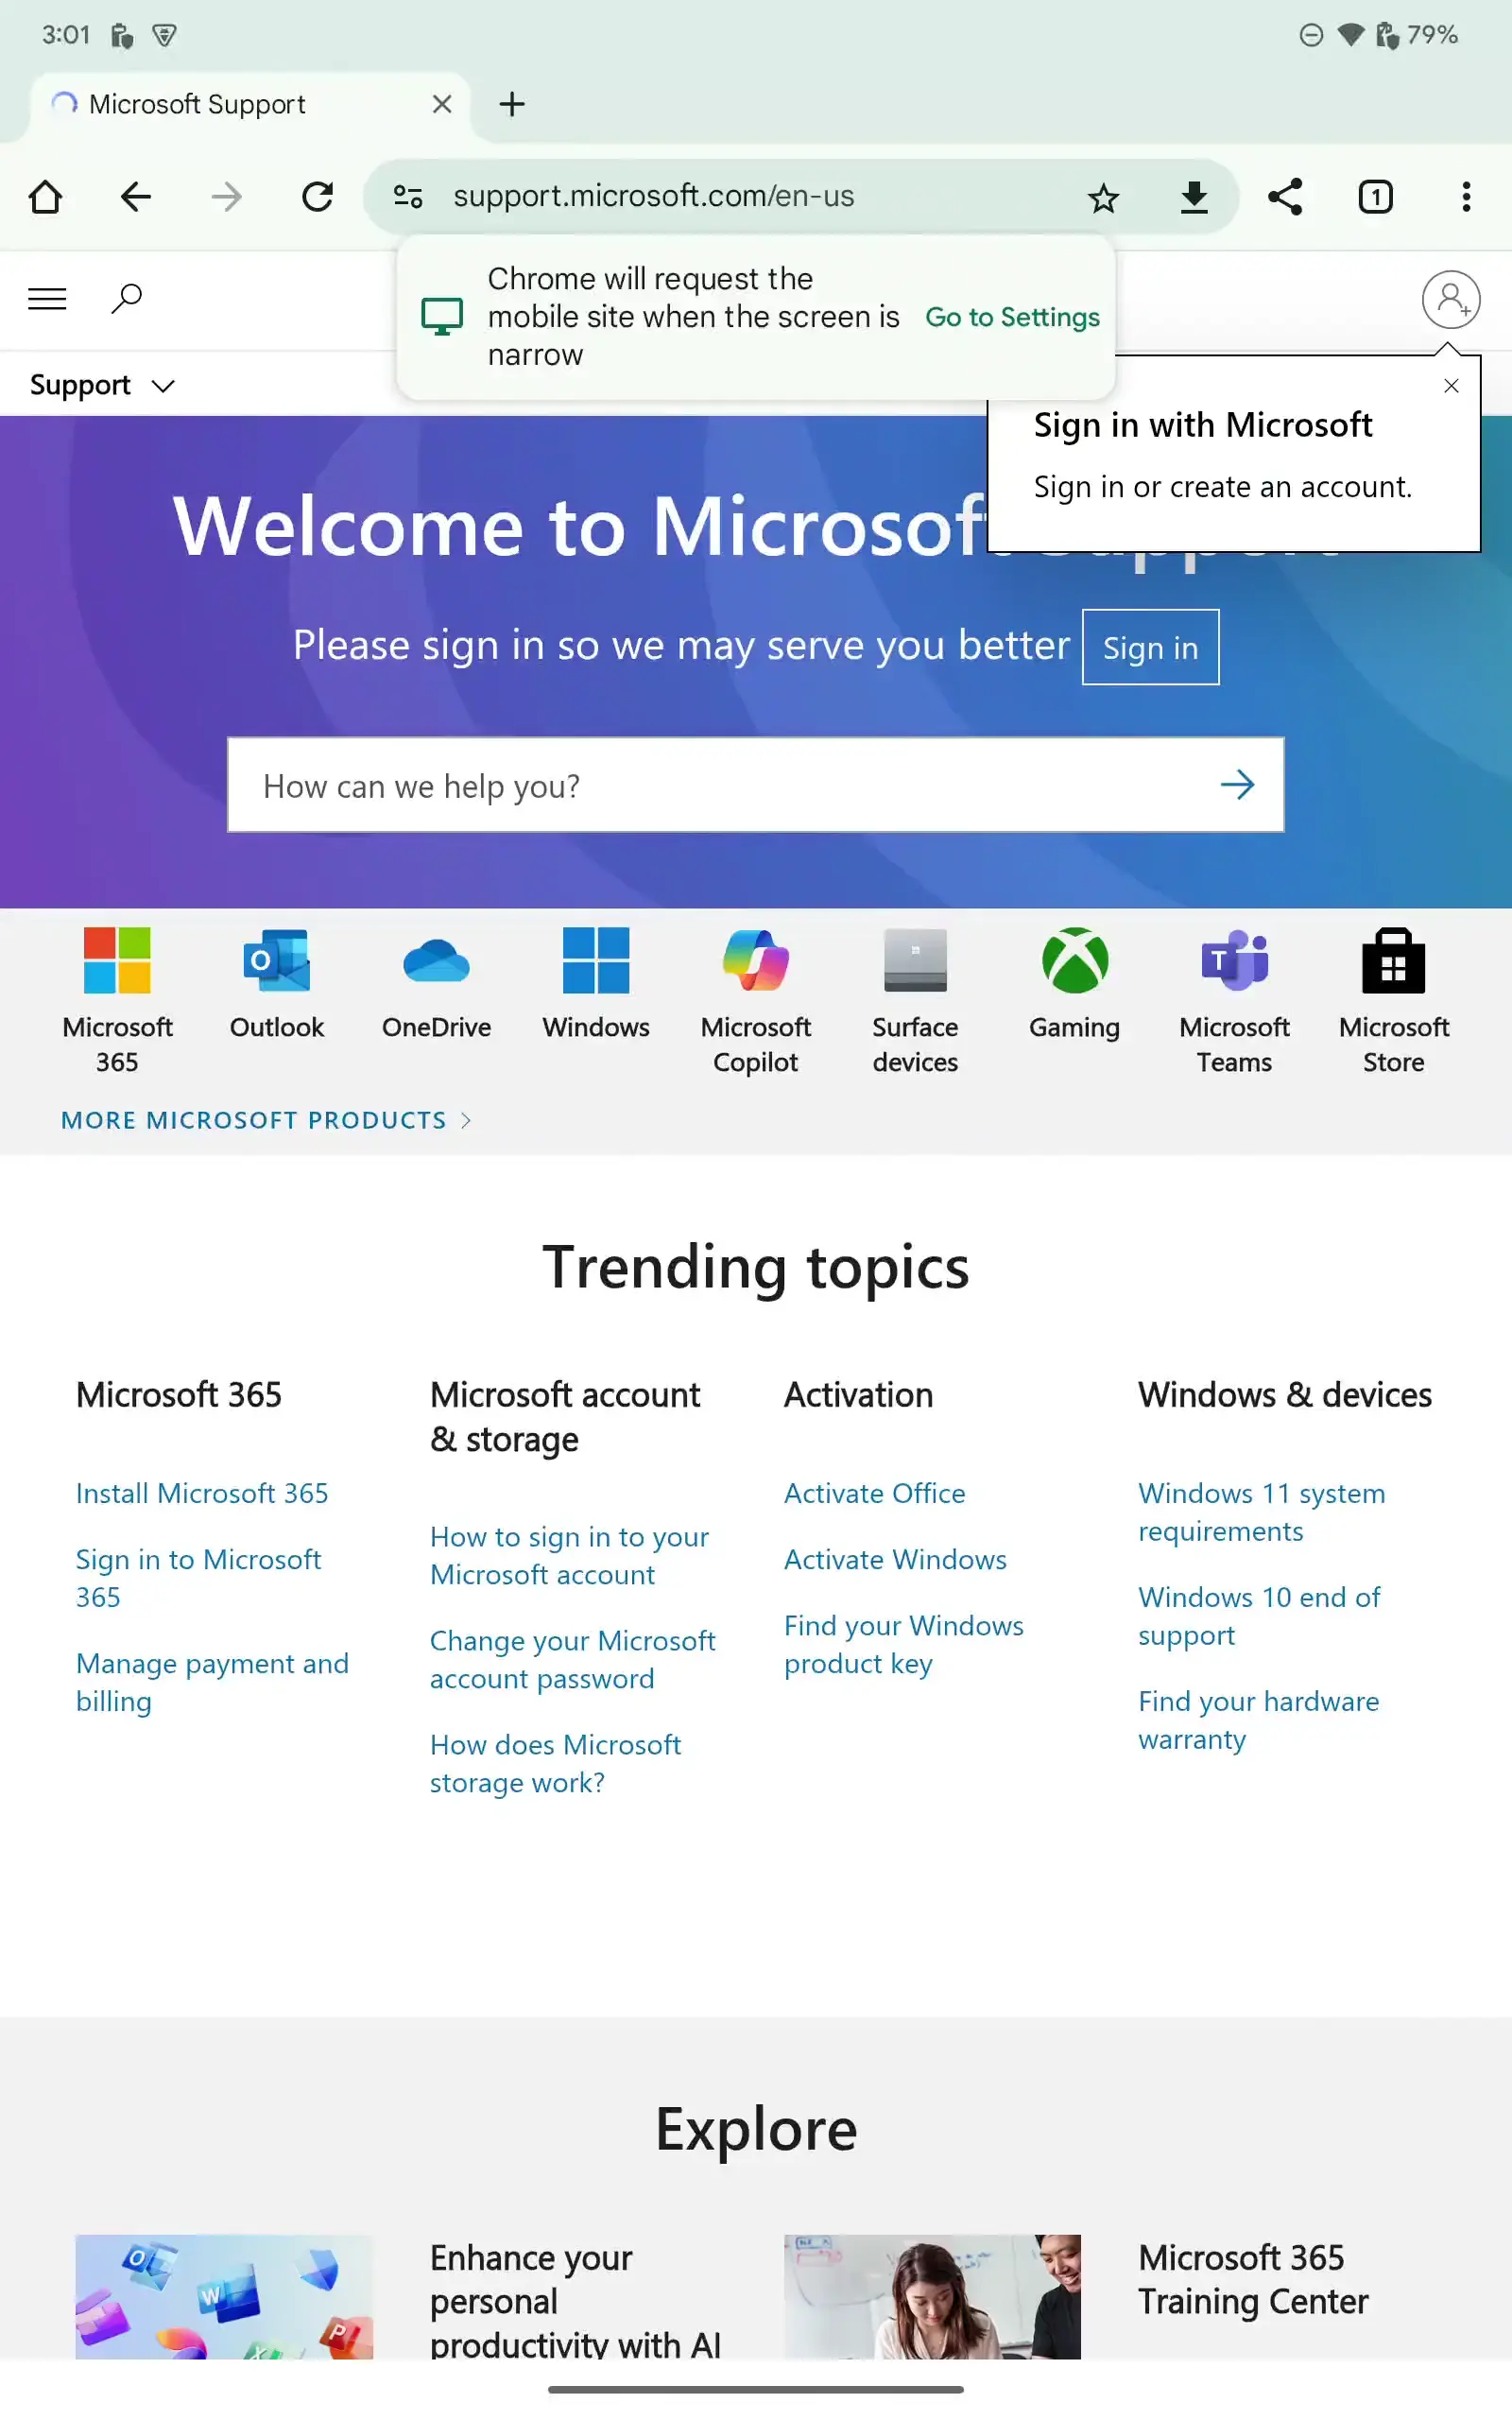 3:01
79%
Microsoft Support
support.microsoft.com/en-us
1
Chrome will request the
mobile site when the screen is
narrow
Go to Settings
Support
Sign in with Microsoft
Sign in or create an account.
Welcome to Microsoft
Please sign in so we may serve you better
Sign in
How can we help you?
Microsoft
365
Outlook
OneDrive
Windows
Microsoft
Copilot
Surface
devices
Gaming
Microsoft
Teams
Microsoft
Store
MORE MICROSOFT PRODUCTS
Trending topics
Microsoft 365
Install Microsoft 365
Sign in to Microsoft
365
Manage payment and
billing
Microsoft account
& storage
How to sign in to your
Microsoft account
Change your Microsoft
account password
How does Microsoft
storage work?
Activation
Activate Office
Activate Windows
Find your Windows
product key
Windows & devices
Windows 11 system
requirements
Windows 10 end of
support
Find your hardware
warranty
Explore
Enhance your
personal
productivity with AI
Microsoft 365
Training Center